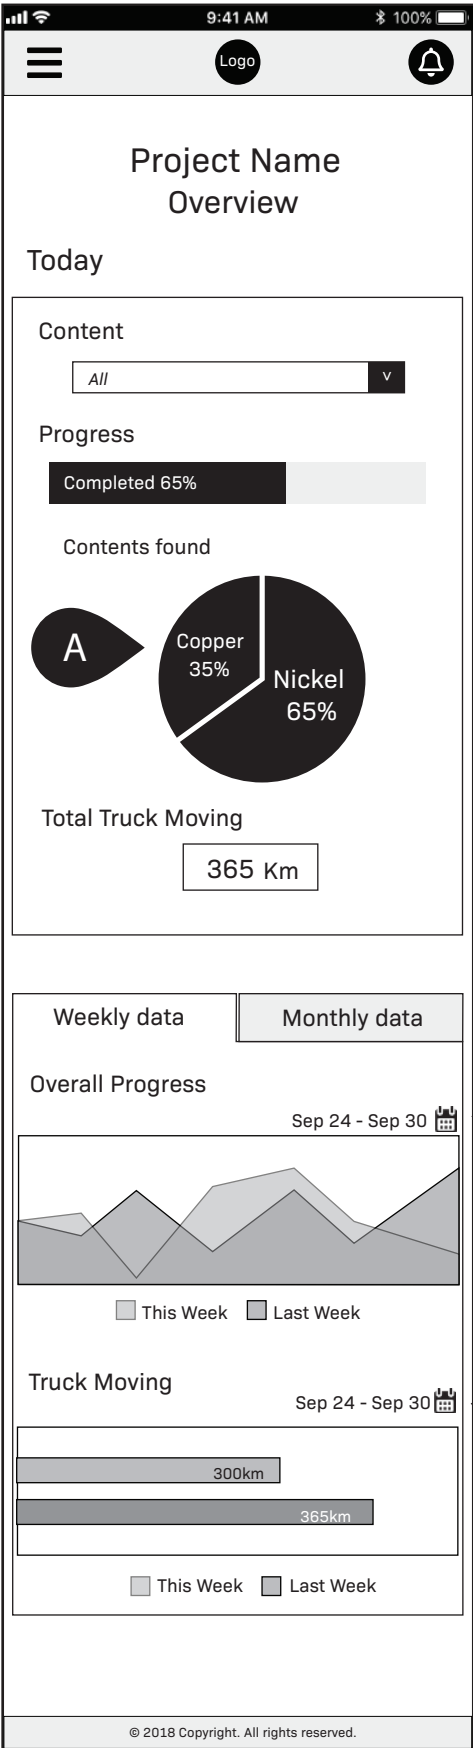 9:41 AM
100%
Logo
Project Name
Overview
Today
Content
All
v
Progress
Completed 65%
Contents found
A
Copper
35%
Nickel
65%
Total Truck Moving
365 Km
Weekly data
Monthly data
Overall Progress
Sep 24 - Sep 30
This Week
Last Week
Truck Moving
Sep 24 - Sep 30
300km
365km
This Week
Last Week
© 2018 Copyright. All rights reserved.